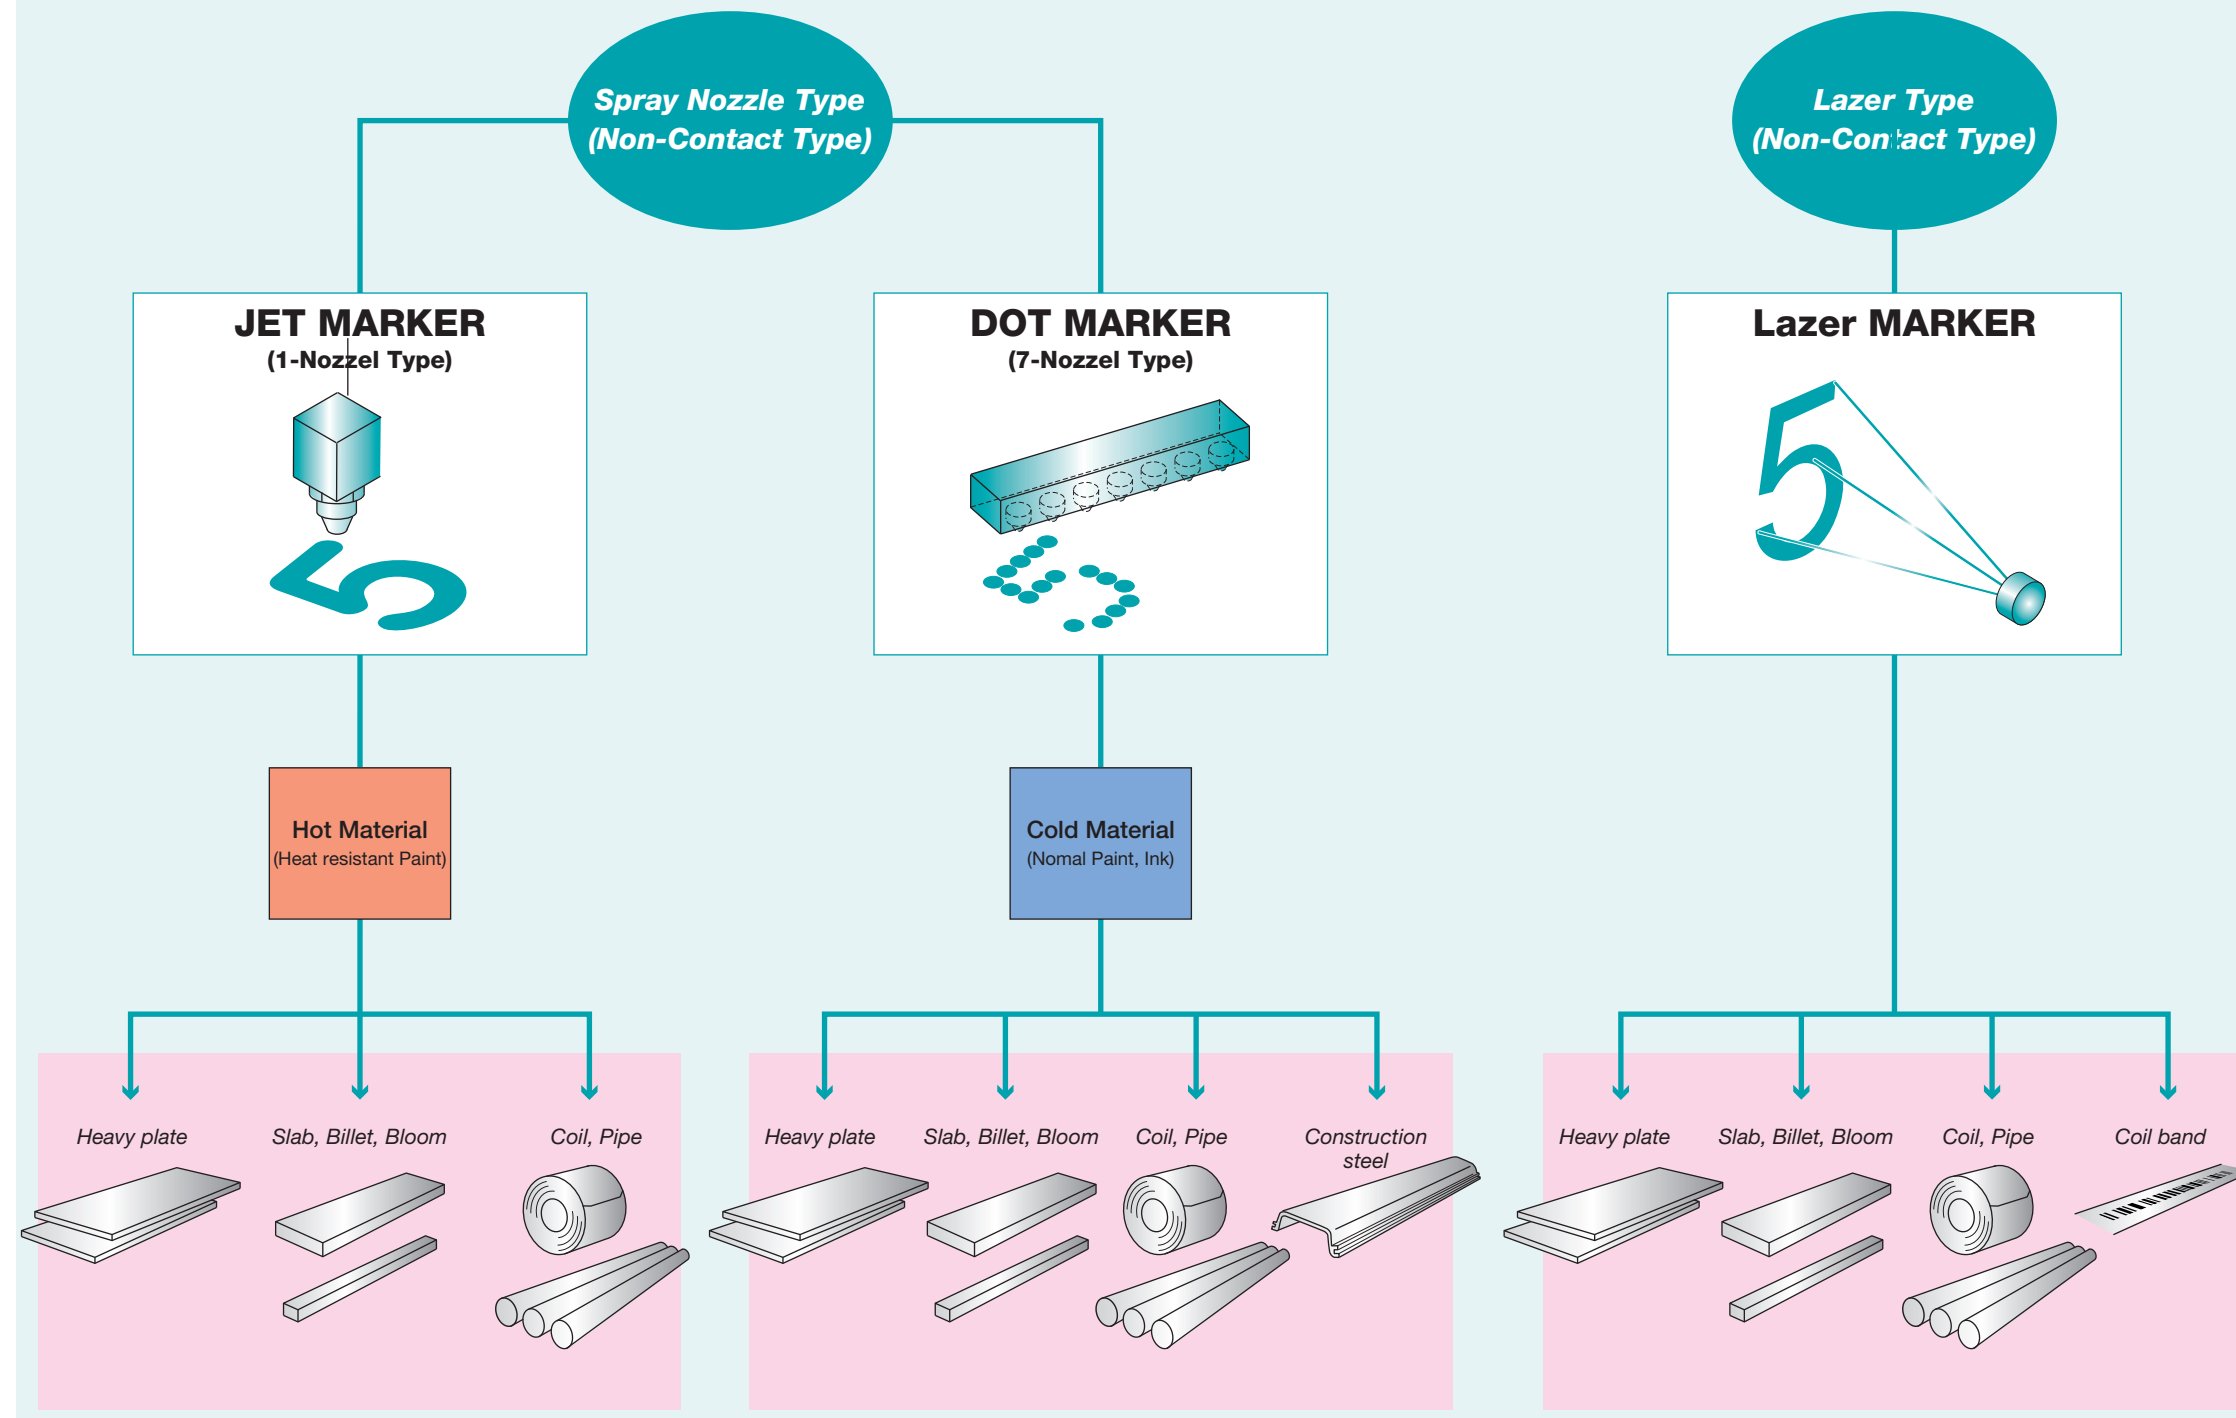 Spray Nozzle Type
(Non-Contact Type)
Lazer Type
(Non-Contact Type)
JET MARKER
(1-Nozzel Type)
DOT MARKER
(7-Nozzel Type)
Lazer MARKER
Hot Material
(Heat resistant Paint)
Cold Material
(Nomal Paint, Ink)
Heavy plate
Slab, Billet, Bloom
Coil, Pipe
Heavy plate
Slab, Billet, Bloom
Coil, Pipe
Construction
steel
Heavy plate
Slab, Billet, Bloom
Coil, Pipe
Coil band
5
5
5